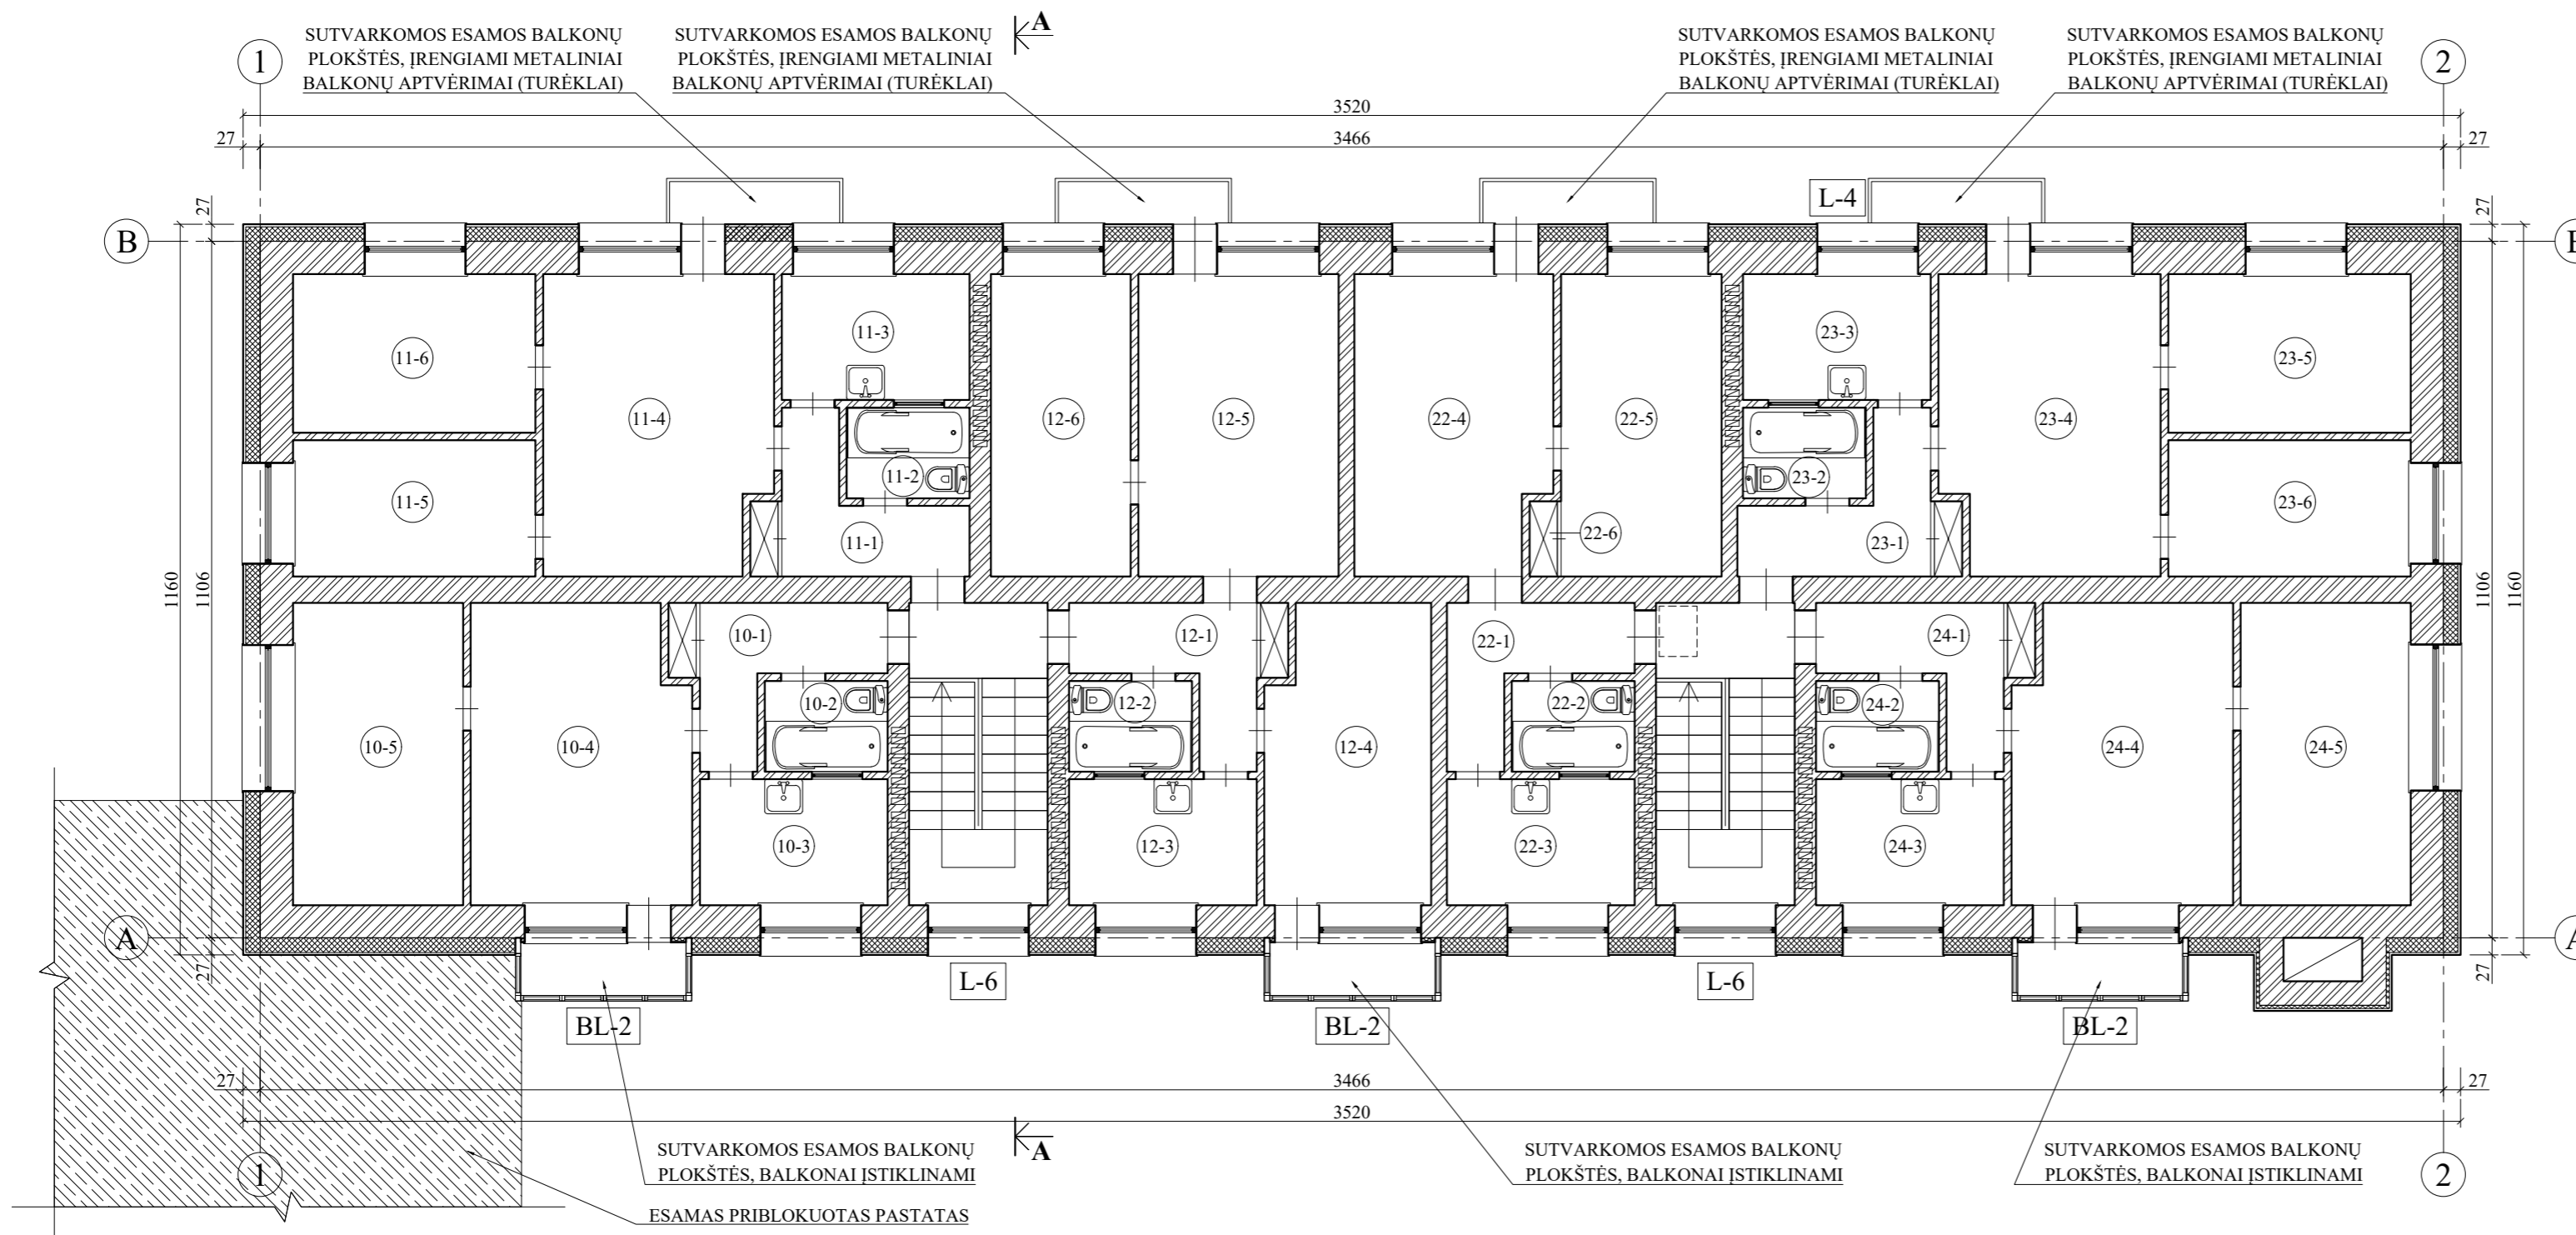 SUTVARKOMOS ESAMOS BALKONŲ
PLOKŠTĖS, ĮRENGIAMI METALINIAI
BALKONŲ APTVĖRIMAI (TURĖKLAI)
SUTVARKOMOS ESAMOS BALKONŲ
PLOKŠTĖS, ĮRENGIAMI METALINIAI
BALKONŲ APTVĖRIMAI (TURĖKLAI)
A
SUTVARKOMOS ESAMOS BALKONŲ
PLOKŠTĖS, ĮRENGIAMI METALINIAI
BALKONŲ APTVĖRIMAI (TURĖKLAI)
SUTVARKOMOS ESAMOS BALKONŲ
PLOKŠTĖS, ĮRENGIAMI METALINIAI
BALKONŲ APTVĖRIMAI (TURĖKLAI)
1
2
3520
27
3466
27
L-4
27
27
B
11-3
23-3
11-6
23-5
11-4
12-6
12-5
22-4
22-5
23-4
11-2
23-2
11-5
23-6
11-1
22-6
23-1
1160
1106
1106
1160
10-1
12-1
22-1
24-1
10-2
12-2
22-2
24-2
10-5
10-4
12-4
24-4
24-5
10-3
12-3
22-3
24-3
A
A
27
27
L-6
L-6
BL-2
BL-2
BL-2
27
3466
27
3520
SUTVARKOMOS ESAMOS BALKONŲ
PLOKŠTĖS, BALKONAI ĮSTIKLINAMI
A
SUTVARKOMOS ESAMOS BALKONŲ
PLOKŠTĖS, BALKONAI ĮSTIKLINAMI
SUTVARKOMOS ESAMOS BALKONŲ
PLOKŠTĖS, BALKONAI ĮSTIKLINAMI
1
2
ESAMAS PRIBLOKUOTAS PASTATAS